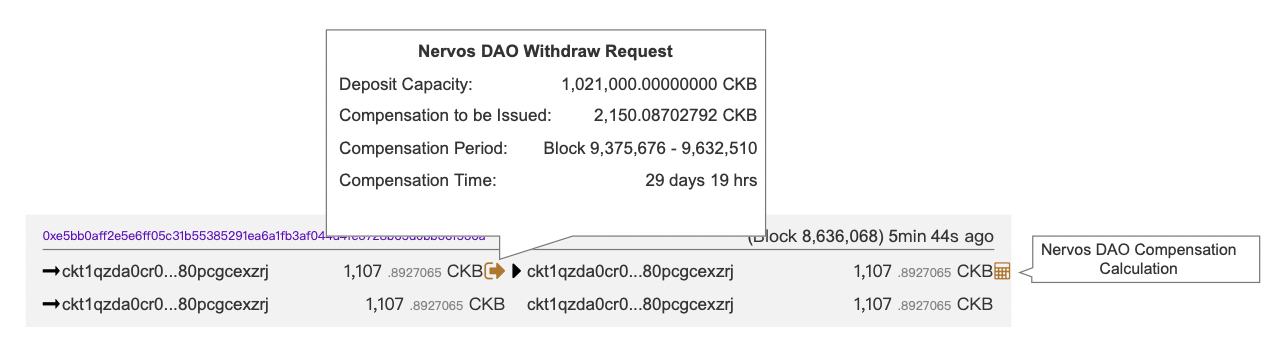 Nervos DAO Withdraw Request
Deposit Capacity: 1,021,000.00000000 CKB
Compensation to be Issued: 2,150.08702792 CKB
Compensation Period: Block 9,375,676 - 9,632,510
Compensation Time: 29 days 19 hrs
(Block 8,636,068) 5min 44s ago
ckt1qzda0cr0...80pcgcexzrj 1,107 .8927065 CKB ckt1qzda0cr0...80pcgcexzrj 1,107 .8927065 CKB
ckt1qzda0cr0...80pcgcexzrj 1,107 .8927065 CKB ckt1qzda0cr0...80pcgcexzrj 1,107 .8927065 CKB
Nervos DAO Compensation
Calculation